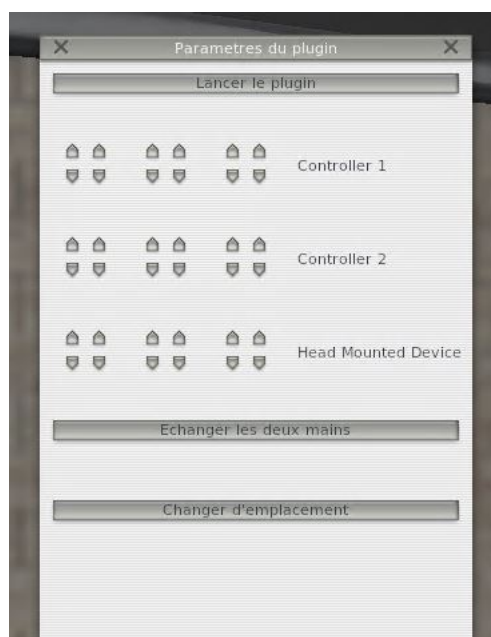 Parametres du plugin
Lancer le plugin
Controller 1
Controller 2
Head Mounted Device
Echanger les deux mains
Changer d'emplacement